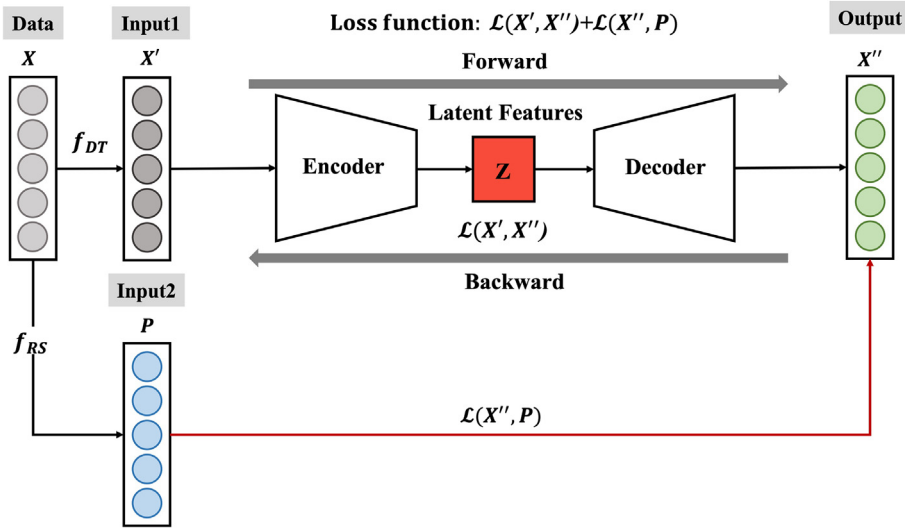 Data
Input1
Loss function: ℒ(X′, X′′)+ℒ(X′′, P)
Output
X
X′
Forward
X′′
Latent Features
f_DT
Encoder
Z
Decoder
ℒ(X′, X′′)
Backward
Input2
P
f_RS
ℒ(X′′, P)